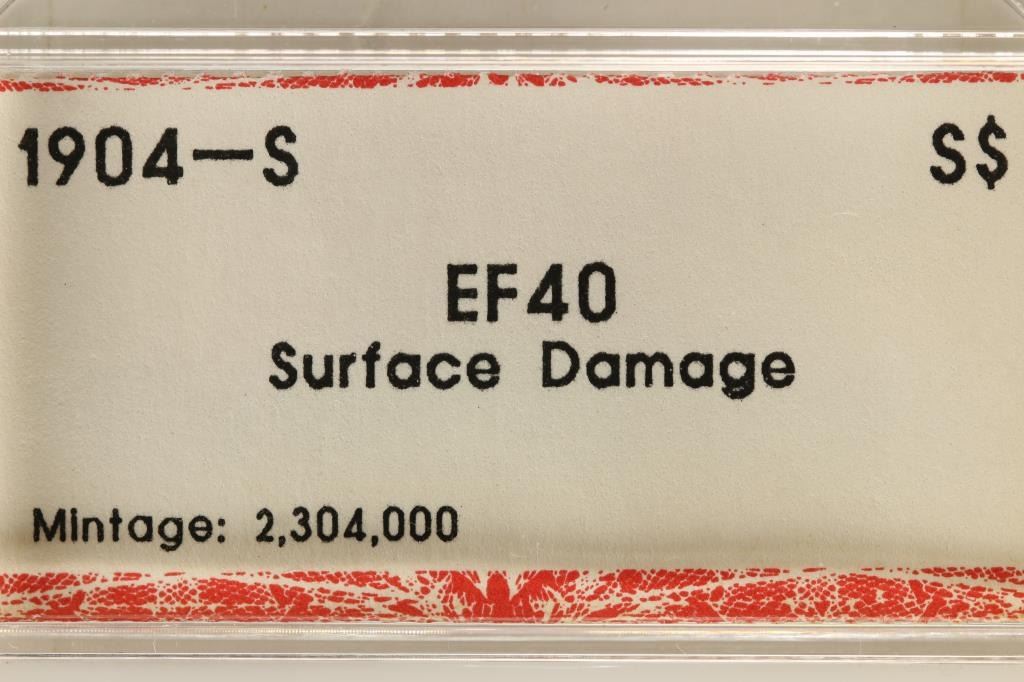 1904—S S$
EF40
Surface Damage
Mintage: 2,304,000